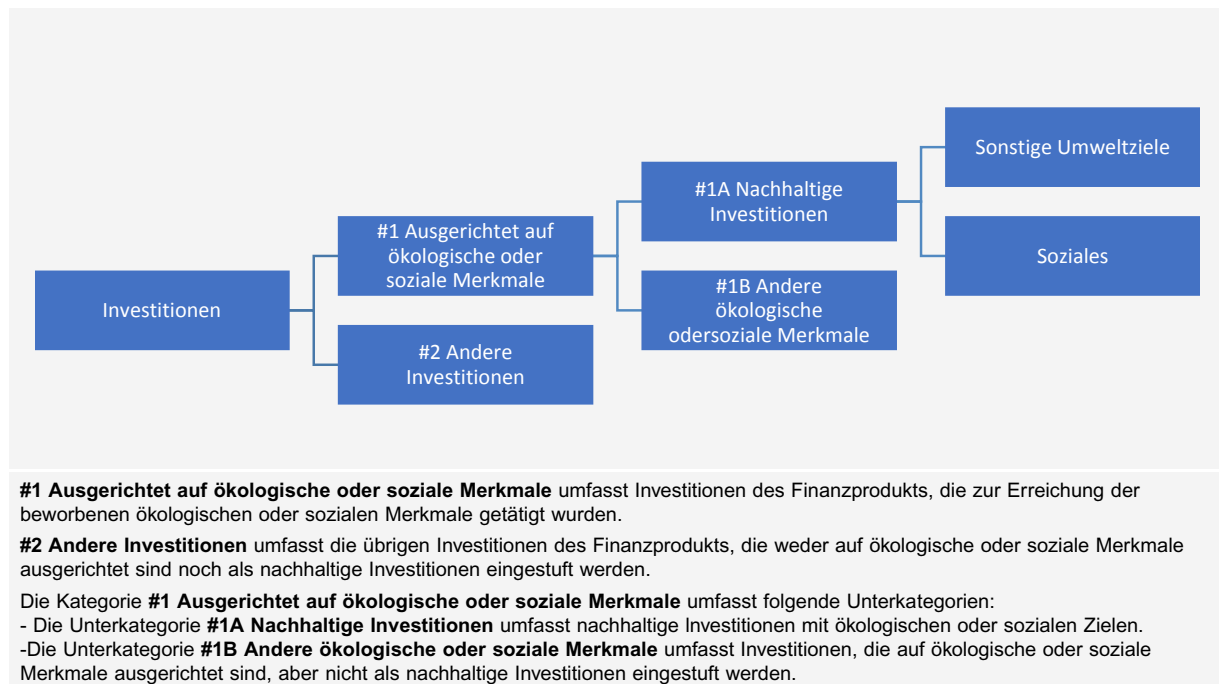 Investitionen
#1 Ausgerichtet auf
ökologische oder
soziale Merkmale
#2 Andere
Investitionen
#1A Nachhaltige
Investitionen
#1B Andere
ökologische
odersoziale Merkmale
Sonstige Umweltziele
Soziales
#1 Ausgerichtet auf ökologische oder soziale Merkmale umfasst Investitionen des Finanzprodukts, die zur Erreichung der
beworbenen ökologischen oder sozialen Merkmale getätigt wurden.
#2 Andere Investitionen umfasst die übrigen Investitionen des Finanzprodukts, die weder auf ökologische oder soziale Merkmale
ausgerichtet sind noch als nachhaltige Investitionen eingestuft werden.
Die Kategorie #1 Ausgerichtet auf ökologische oder soziale Merkmale umfasst folgende Unterkategorien:
- Die Unterkategorie #1A Nachhaltige Investitionen umfasst nachhaltige Investitionen mit ökologischen oder sozialen Zielen.
-Die Unterkategorie #1B Andere ökologische oder soziale Merkmale umfasst Investitionen, die auf ökologische oder soziale
Merkmale ausgerichtet sind, aber nicht als nachhaltige Investitionen eingestuft werden.